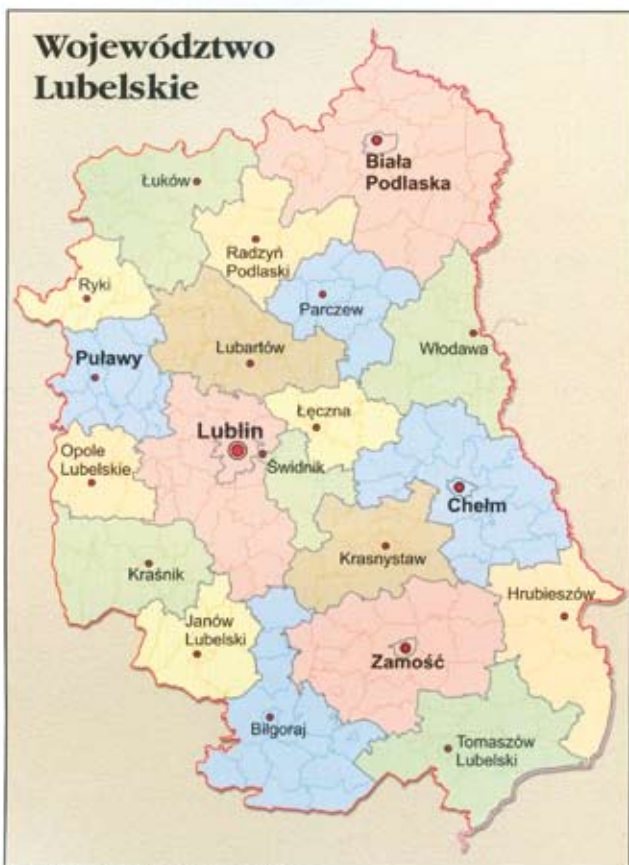 Województwo
Lubelskie
Biała
Podlaska
Łuków
Radzyń
Podlaski
Ryki
Parczew
Puławy
Lubartów
Włodawa
Łęczna
Lublin
Opole
Lubelskie
Świdnik
Chełm
Kraśnik
Krasnystaw
Hrubieszów
Janów
Lubelski
Zamość
Biłgoraj
Tomaszów
Lubelski